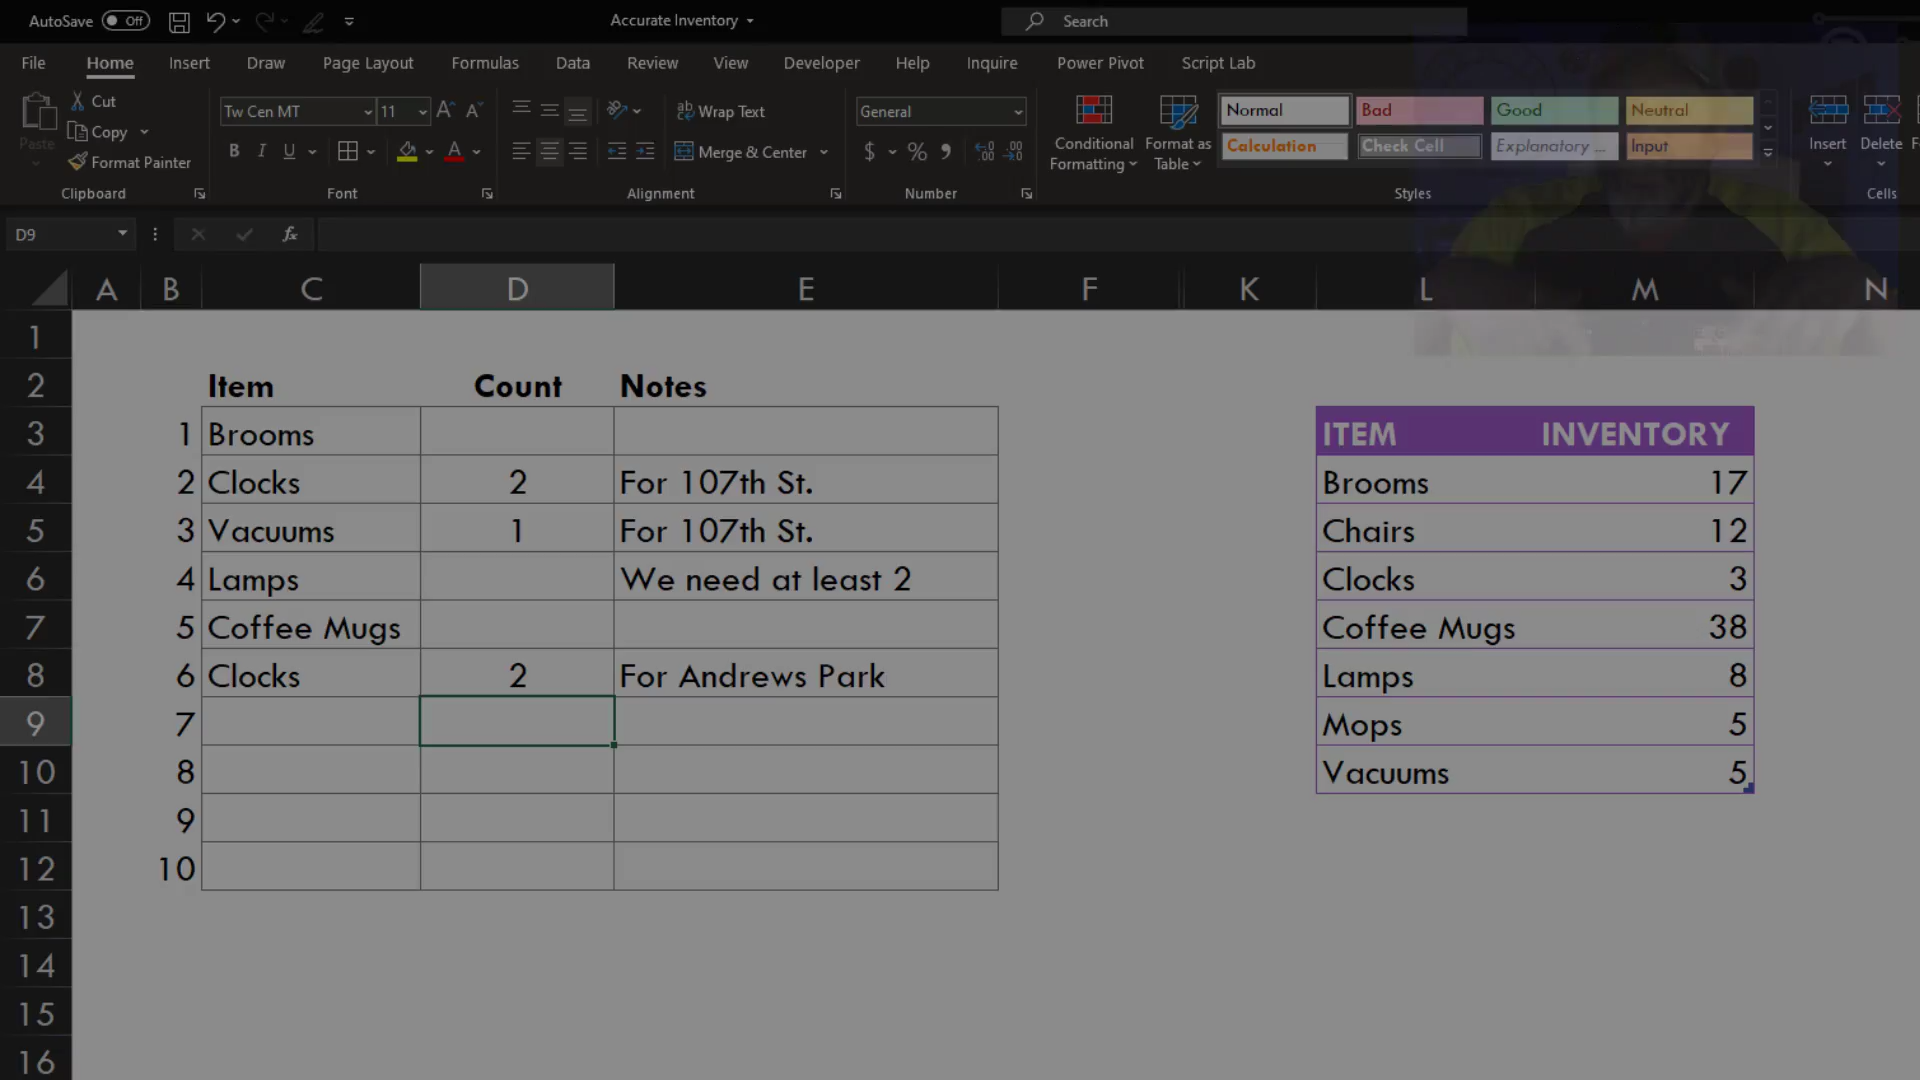 AutoSave Off Accurate Inventory Search
File Home Insert Draw Page Layout Formulas Data Review View Developer Help Inquire Power Pivot Script Lab
Paste Cut Copy Format Painter
Clipboard
Tw Cen MT 11
B I U
Font
Wrap Text
Merge & Center
Alignment
General
$ % 9
Number
Conditional Formatting
Format as Table
Normal Bad Good Neutral
Calculation Check Cell Explanatory ... Input
Styles
Insert Delete
Cells
D9 fx
A B C D E F K L M N
1
2 Item Count Notes
3 1 Brooms ITEM INVENTORY
4 2 Clocks 2 For 107th St. Brooms 17
5 3 Vacuums 1 For 107th St. Chairs 12
6 4 Lamps We need at least 2 Clocks 3
7 5 Coffee Mugs Coffee Mugs 38
8 6 Clocks 2 For Andrews Park Lamps 8
9 7 Mops 5
10 8 Vacuums 5
11 9
12 10
13
14
15
16